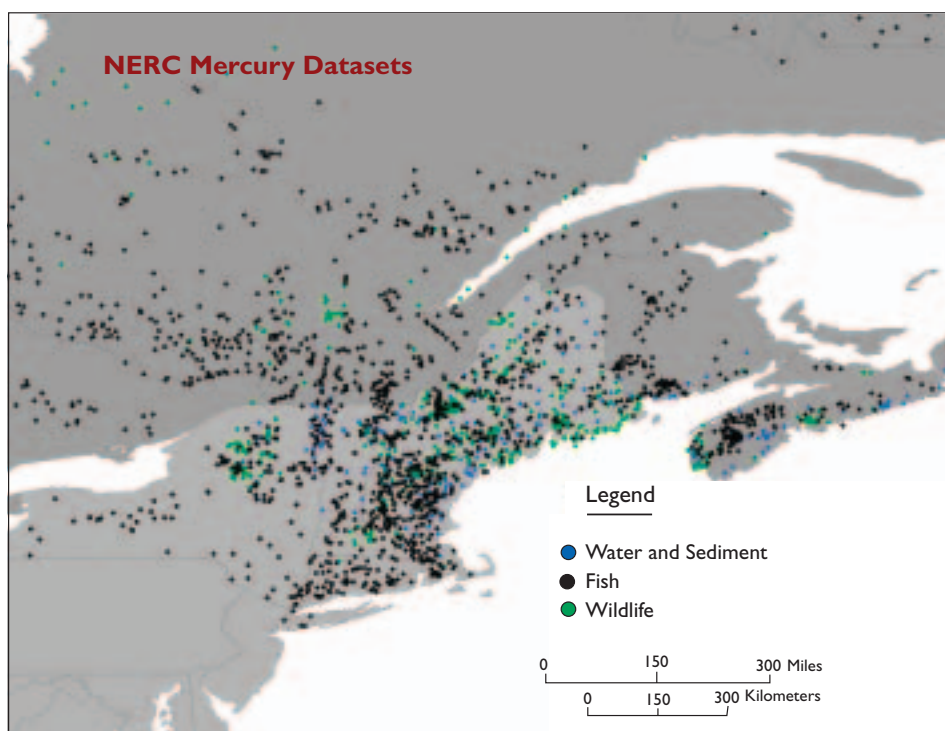 NERC Mercury Datasets
Legend
Water and Sediment
Fish
Wildlife
0 150 300 Miles
0 150 300 Kilometers